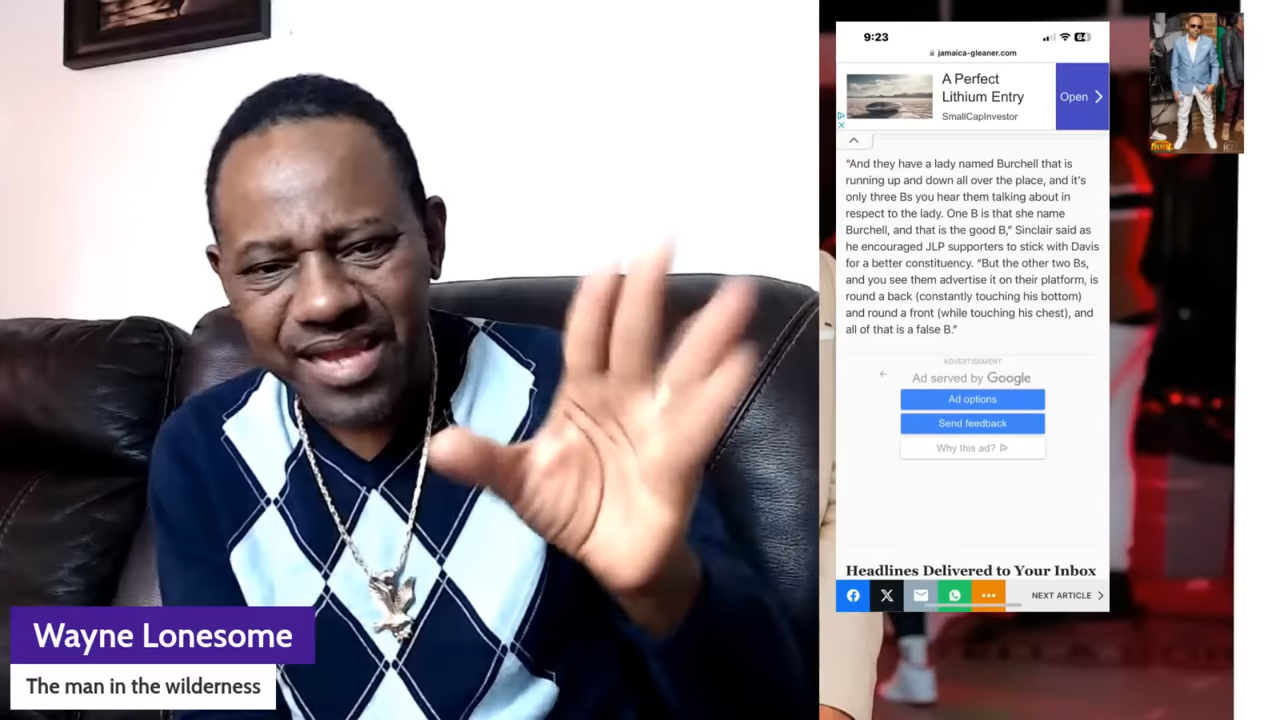 9:23
64
jamaica-gleaner.com
A Perfect
Lithium Entry
SmallCapInvestor
Open
“And they have a lady named Burchell that is
running up and down all over the place, and it’s
only three Bs you hear them talking about in
respect to the lady. One B is that she name
Burchell, and that is the good B,” Sinclair said as
he encouraged JLP supporters to stick with Davis
for a better constituency. “But the other two Bs,
and you see them advertise it on their platform, is
round a back (constantly touching his bottom)
and round a front (while touching his chest), and
all of that is a false B.”
ADVERTISEMENT
Ad served by Google
Ad options
Send feedback
Why this ad?
Headlines Delivered to Your Inbox
NEXT ARTICLE
Wayne Lonesome
The man in the wilderness